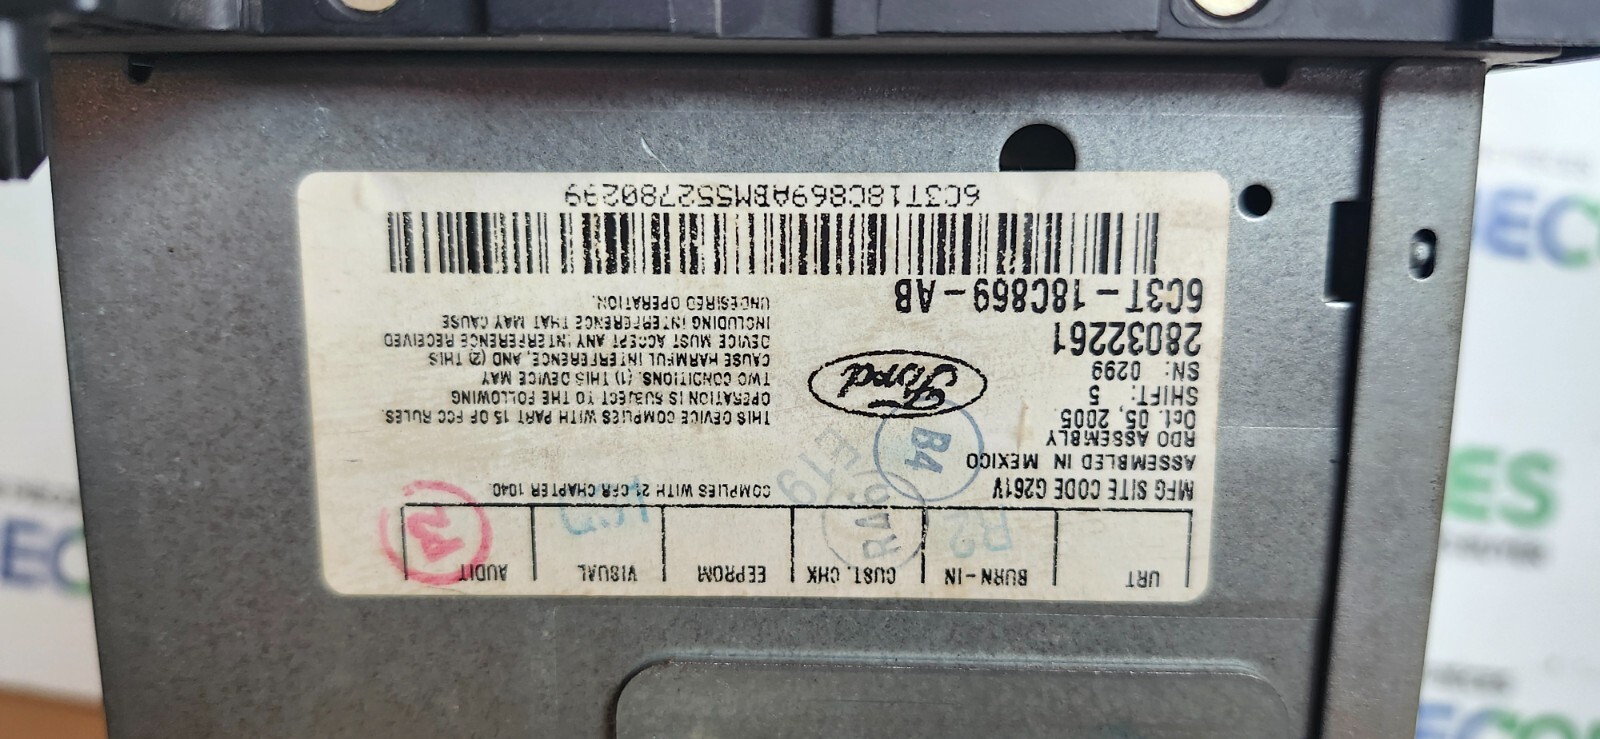 URT BURN-IN CUST. CHK EEPROM VISUAL AUDIT
R2
RA6
E19
B4
MFG SITE CODE G261V
ASSEMBLED IN MEXICO
RDO ASSEMBLY
Oct. 05, 2005
SHIFT: 5
SN: 0299
28032261
6C3T-18C869-AB
Ford
COMPLIES WITH 21 CFR CHAPTER 1040.
THIS DEVICE COMPLIES WITH PART 15 OF FCC RULES.
OPERATION IS SUBJECT TO THE FOLLOWING
TWO CONDITIONS. (1) THIS DEVICE MAY
CAUSE HARMFUL INTERFERENCE, AND, (2) THIS
DEVICE MUST ACCEPT ANY INTERFERENCE RECEIVED
INCLUDING INTERFERENCE THAT MAY CAUSE
UNDESIRED OPERATION.
6C3T18C869ABM552780299